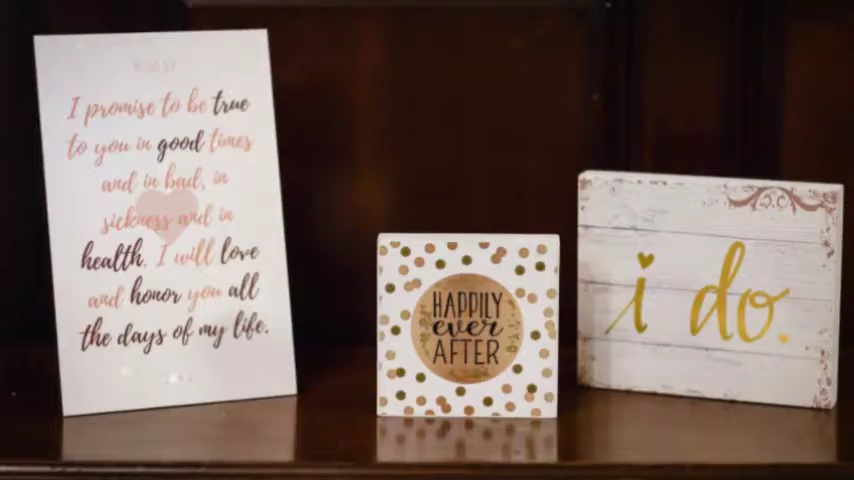 I promise to be true
to you in good times
and in bad, in
sickness and in
health. I will love
and honor you all
the days of my life.
HAPPILY
ever
AFTER
i do.